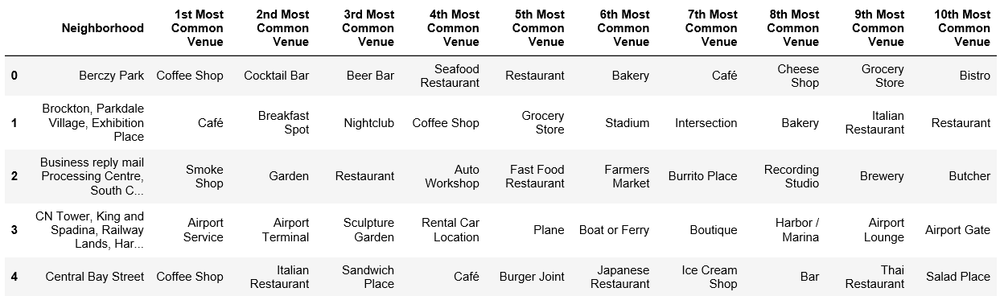 Neighborhood 1st Most Common Venue 2nd Most Common Venue 3rd Most Common Venue 4th Most Common Venue 5th Most Common Venue 6th Most Common Venue 7th Most Common Venue 8th Most Common Venue 9th Most Common Venue 10th Most Common Venue
0 Berczy Park Coffee Shop Cocktail Bar Beer Bar Seafood Restaurant Restaurant Bakery Café Cheese Shop Grocery Store Bistro
1 Brockton, Parkdale Village, Exhibition Place Café Breakfast Spot Nightclub Coffee Shop Grocery Store Stadium Intersection Bakery Italian Restaurant Restaurant
2 Business reply mail Processing Centre, South C... Smoke Shop Garden Restaurant Auto Workshop Fast Food Restaurant Farmers Market Burrito Place Recording Studio Brewery Butcher
3 CN Tower, King and Spadina, Railway Lands, Har... Airport Service Airport Terminal Sculpture Garden Rental Car Location Plane Boat or Ferry Boutique Harbor / Marina Airport Lounge Airport Gate
4 Central Bay Street Coffee Shop Italian Restaurant Sandwich Place Café Burger Joint Japanese Restaurant Ice Cream Shop Bar Thai Restaurant Salad Place